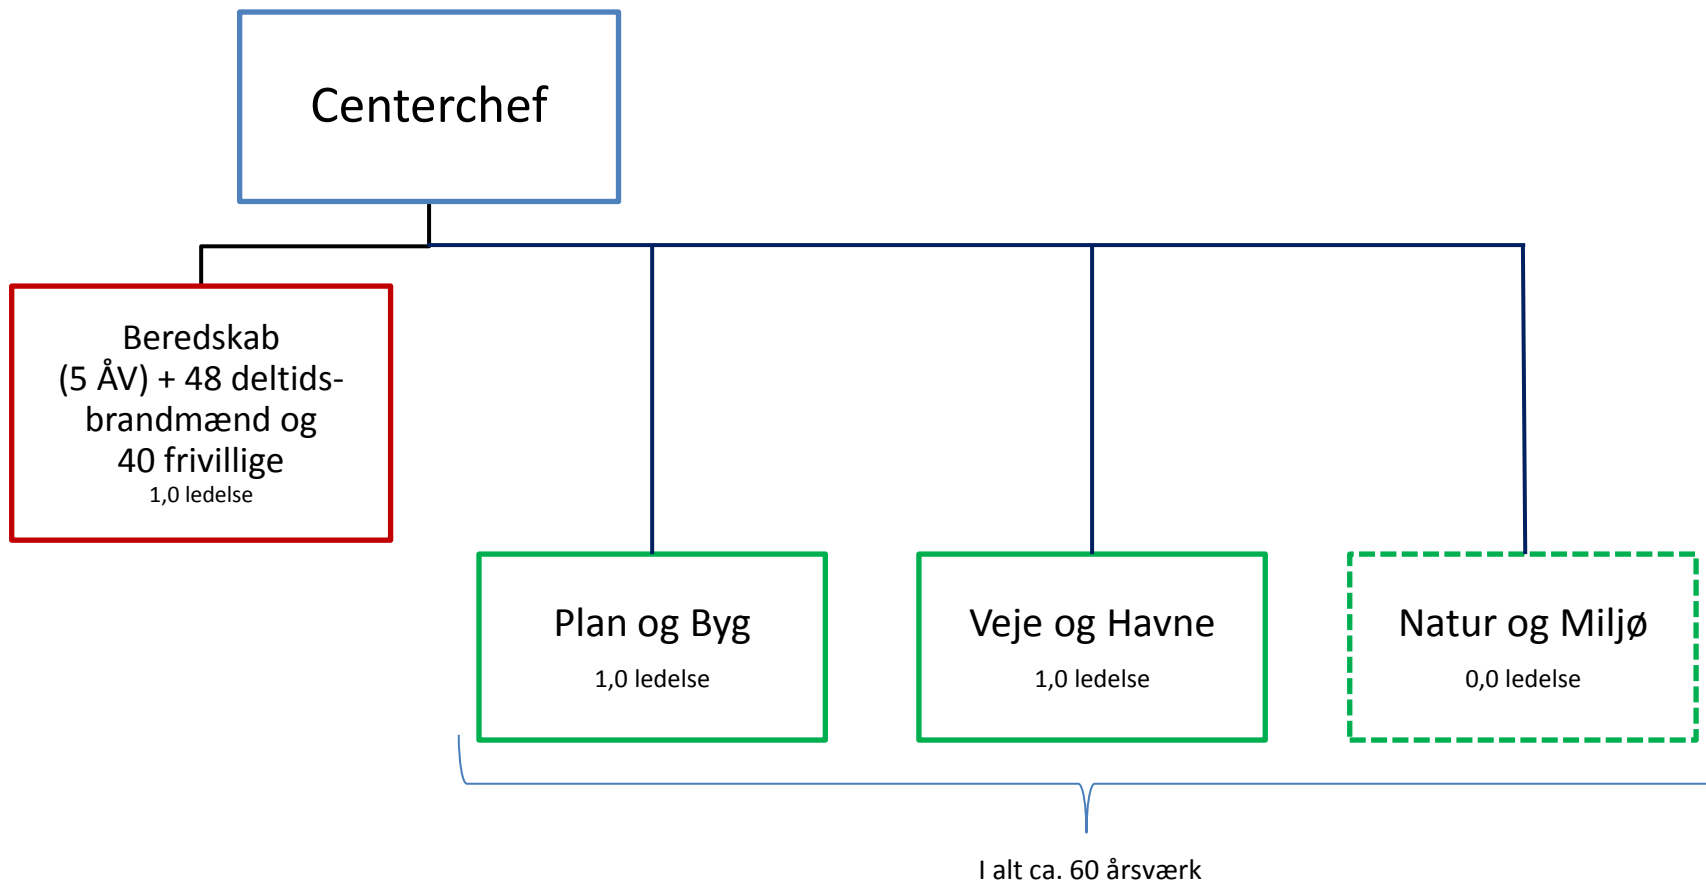 Centerchef
Beredskab
(5 ÅV) + 48 deltids-
brandmænd og
40 frivillige
1,0 ledelse
Plan og Byg
1,0 ledelse
Veje og Havne
1,0 ledelse
Natur og Miljø
0,0 ledelse
I alt ca. 60 årsværk